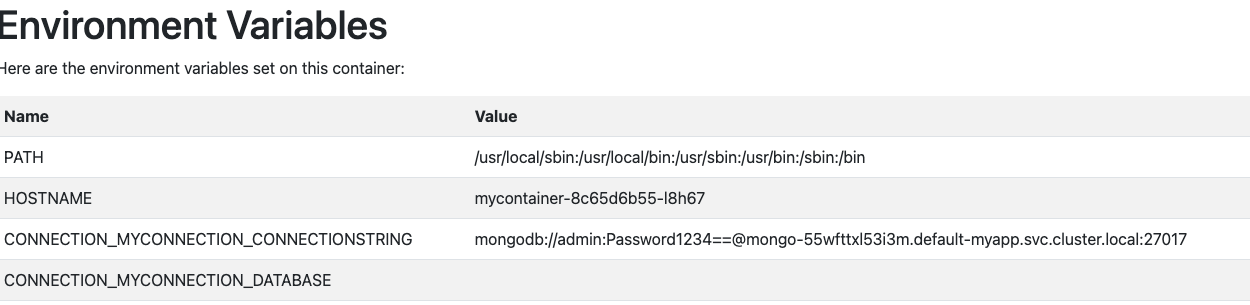 Environment Variables
Here are the environment variables set on this container:
Name Value
PATH /usr/local/sbin:/usr/local/bin:/usr/sbin:/usr/bin:/sbin:/bin
HOSTNAME mycontainer-8c65d6b55-l8h67
CONNECTION_MYCONNECTION_CONNECTIONSTRING mongodb://admin:Password1234==@mongo-55wfttxl53i3m.default-myapp.svc.cluster.local:27017
CONNECTION_MYCONNECTION_DATABASE